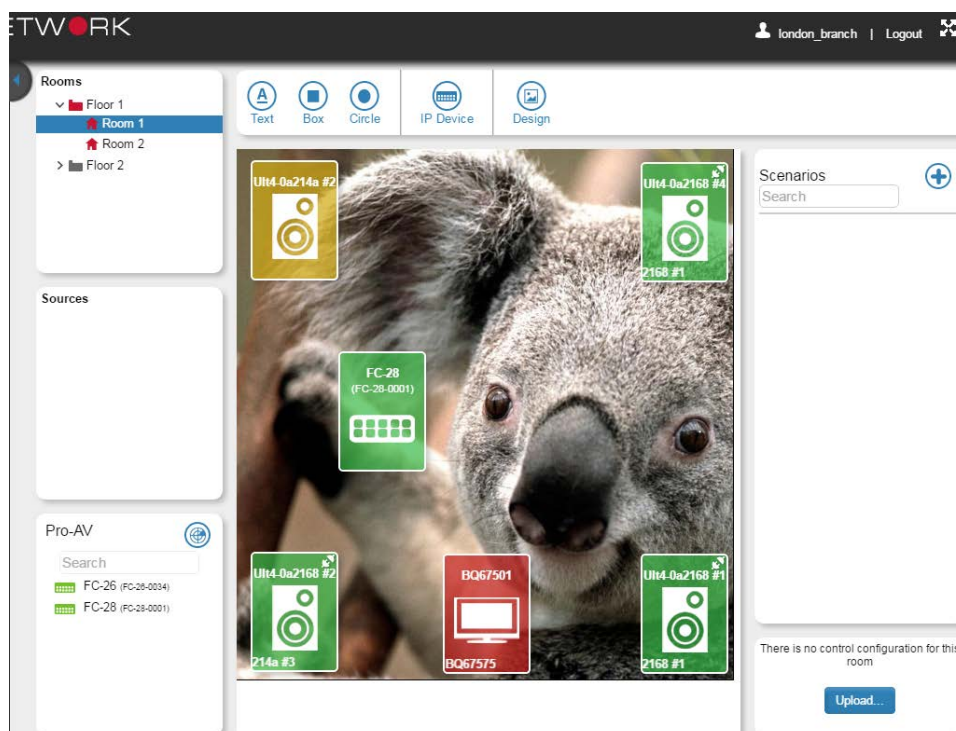 ETWORK
london_branch | Logout
Rooms
Floor 1
Room 1
Room 2
Floor 2
Text
Box
Circle
IP Device
Design
Ult4-0a214a #2
Ult4-0a2168 #4
2168 #1
FC-28
(FC-28-0001)
Ult4-0a2168 #2
214a #3
BQ67501
BQ67575
Ult4-0a2168 #1
2168 #1
Sources
Pro-AV
Search
FC-26 (FC-26-0034)
FC-28 (FC-28-0001)
Scenarios
Search
There is no control configuration for this
room
Upload...